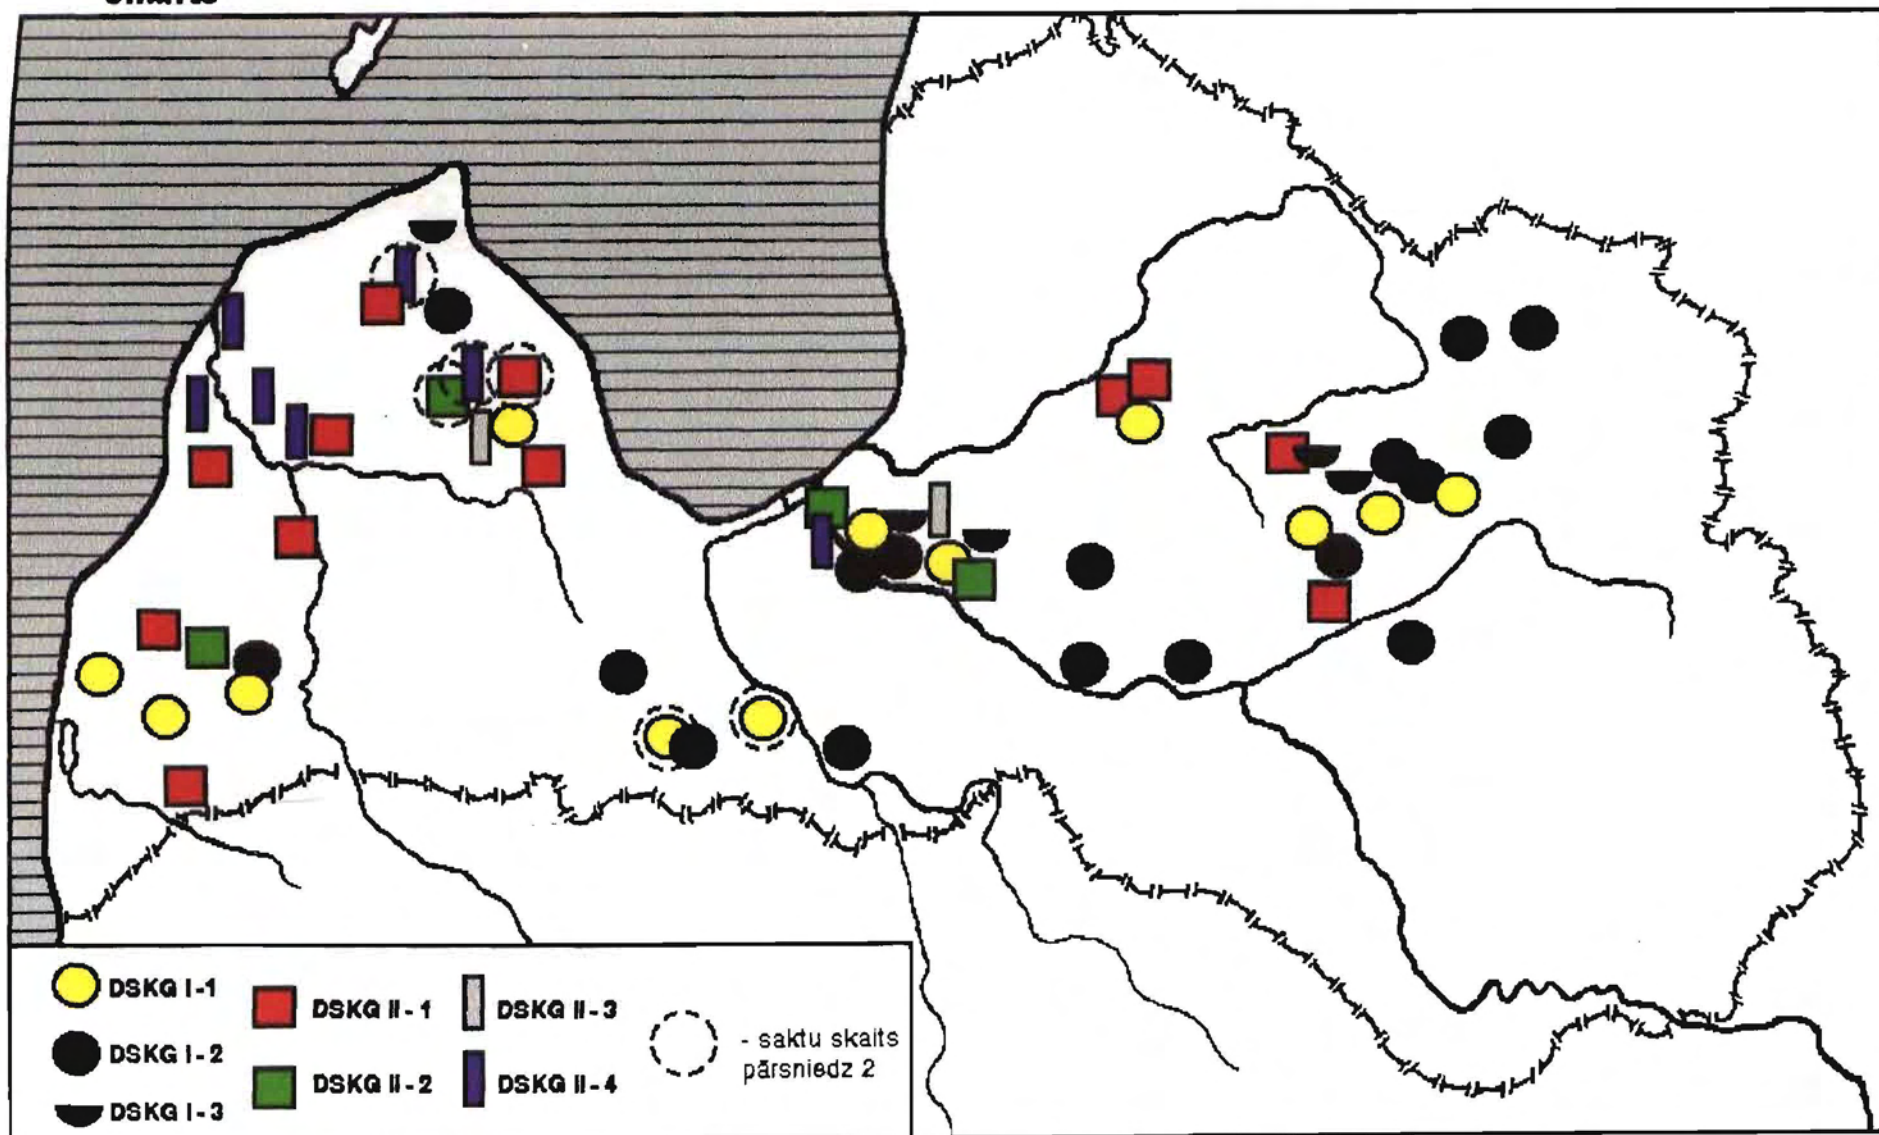 DSKG I-1
DSKG I-2
DSKG I-3
DSKG II-1
DSKG II-2
DSKG II-3
DSKG II-4
- saktu skaits
pārsniedz 2